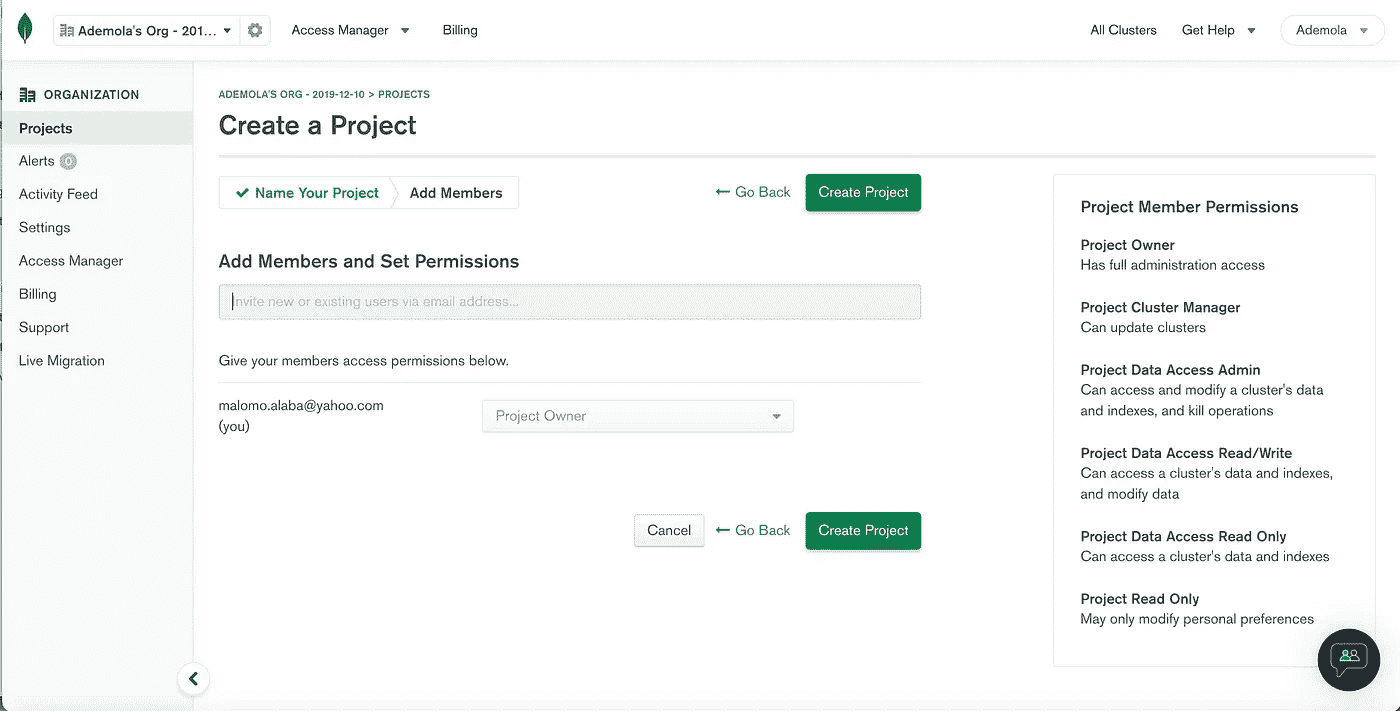 Ademola's Org - 201...
Access Manager
Billing
All Clusters
Get Help
Ademola
ORGANIZATION
Projects
Alerts 0
Activity Feed
Settings
Access Manager
Billing
Support
Live Migration
ADEMOLA'S ORG - 2019-12-10 > PROJECTS
Create a Project
Name Your Project
Add Members
Go Back
Create Project
Add Members and Set Permissions
Invite new or existing users via email address...
Give your members access permissions below.
malomo.alaba@yahoo.com
(you)
Project Owner
Cancel
Go Back
Create Project
Project Member Permissions
Project Owner
Has full administration access
Project Cluster Manager
Can update clusters
Project Data Access Admin
Can access and modify a cluster's data
and indexes, and kill operations
Project Data Access Read/Write
Can access a cluster's data and indexes,
and modify data
Project Data Access Read Only
Can access a cluster's data and indexes
Project Read Only
May only modify personal preferences